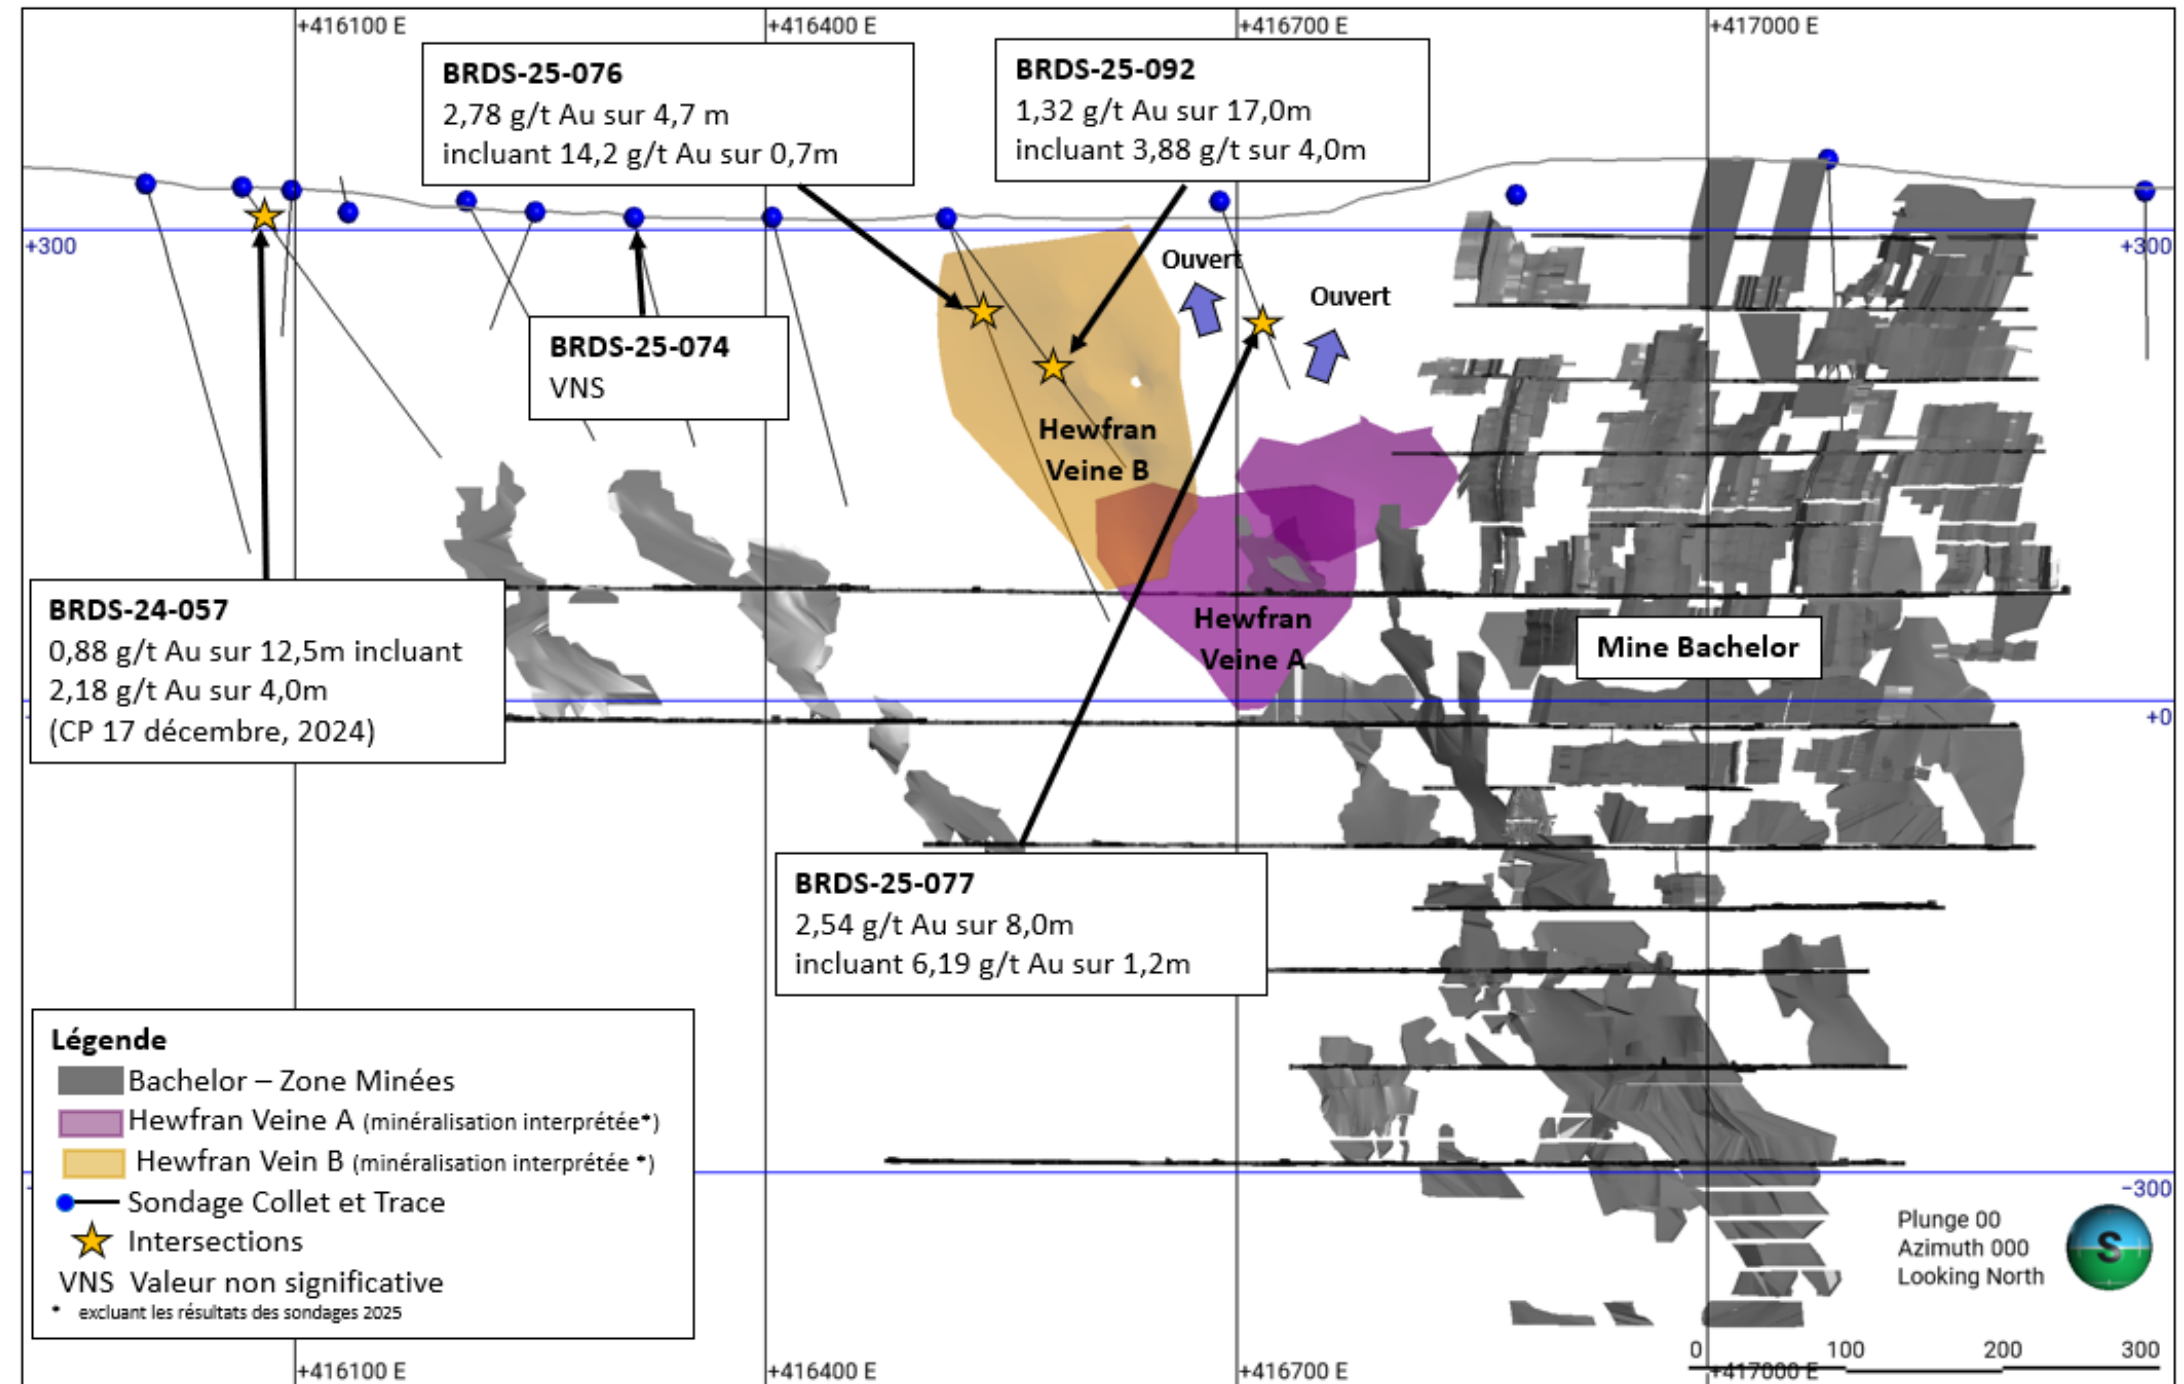 +416100 E
+416400 E
+416700 E
+417000 E
BRDS-25-076
2,78 g/t Au sur 4,7 m
incluant 14,2 g/t Au sur 0,7m
BRDS-25-092
1,32 g/t Au sur 17,0m
incluant 3,88 g/t sur 4,0m
+300
+300
Ouvert
Ouvert
BRDS-25-074
VNS
Hewfran
Veine B
BRDS-24-057
0,88 g/t Au sur 12,5m incluant
2,18 g/t Au sur 4,0m
(CP 17 décembre, 2024)
Hewfran
Veine A
Mine Bachelor
+0
BRDS-25-077
2,54 g/t Au sur 8,0m
incluant 6,19 g/t Au sur 1,2m
Légende
Bachelor – Zone Minées
Hewfran Veine A (minéralisation interprétée*)
Hewfran Vein B (minéralisation interprétée *)
Sondage Collet et Trace
Intersections
VNS Valeur non significative
* excluant les résultats des sondages 2025
−300
Plunge 00
Azimuth 000
Looking North
S
0 100 200 300
+416100 E
+416400 E
+416700 E
+417000 E